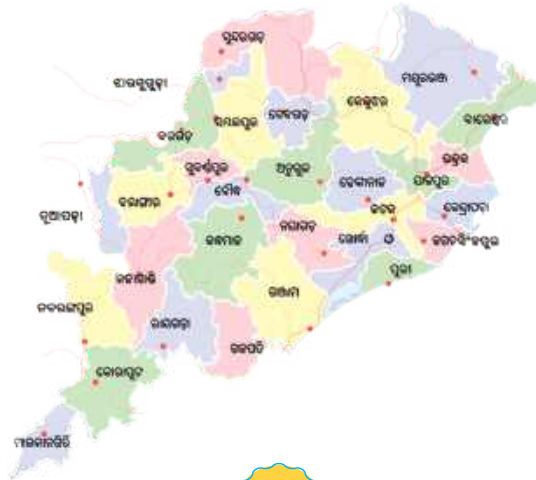 ସୁନ୍ଦରଗଡ଼
ମୟୂରଭଞ୍ଜ
ଝାରସୁଗୁଡ଼ା
କେନ୍ଦୁଝର
ବାଲେଶ୍ୱର
ସମ୍ବଲପୁର
ଦେବଗଡ଼
ବରଗଡ଼
ଭଦ୍ରକ
ସୁବର୍ଣ୍ଣପୁର
ଅନୁଗୁଳ
ଯାଜପୁର
ବଲାଙ୍ଗୀର
ବୌଦ୍ଧ
ଢେଙ୍କାନାଳ
କଟକ
କେନ୍ଦ୍ରାପଡା
ନୂଆପଡ଼ା
ନୟାଗଡ଼
ଖୋର୍ଦ୍ଧା
ଜଗତସିଂହପୁର
କନ୍ଧମାଳ
କଳାହାଣ୍ଡି
ପୁରୀ
ଗଞ୍ଜାମ
ନବରଙ୍ଗପୁର
ରାୟଗଡ଼ା
ଗଜପତି
କୋରାପୁଟ
ମାଲକାନଗିରି